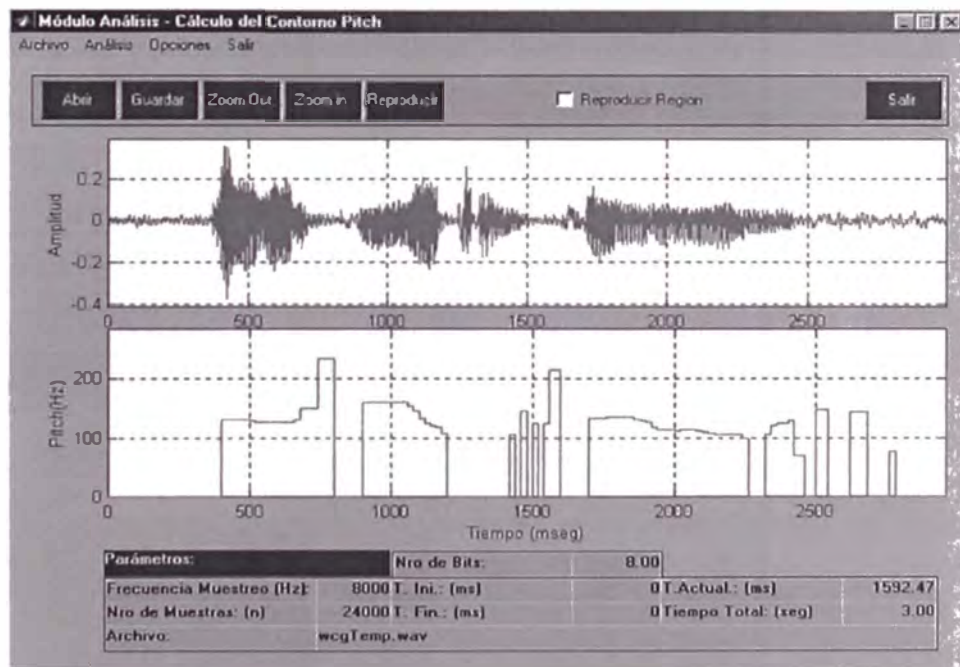 Módulo Análisis - Cálculo del Contorno Pitch
Archivo Análisis Opciones Salir
Abrir Guardar Zoom Out Zoom in Reproducir Reproducir Region Salir
Amplitud
0.2
0
-0.2
-0.4
0 500 1000 1500 2000 2500
Pitch(Hz)
200
100
0
0 500 1000 1500 2000 2500
Tiempo (mseg)
Parámetros: Nro de Bits: 8.00
Frecuencia Muestreo (Hz): 8000 T. Ini.: (ms) 0 T.Actual.: (ms) 1592.47
Nro de Muestras: (n) 24000 T. Fin.: (ms) 0 Tiempo Total: (seg) 3.00
Archivo: wcgTemp.wav